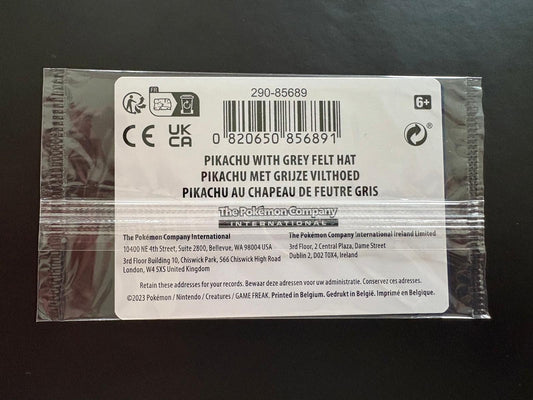 290-85689
FR
6+
CE
UK
CA
0 820650 856891
PIKACHU WITH GREY FELT HAT
PIKACHU MET GRIJZE VILTHOED
PIKACHU AU CHAPEAU DE FEUTRE GRIS
The Pokémon Company
INTERNATIONAL
The Pokémon Company International
10400 NE 4th Street, Suite 2800, Bellevue, WA 98004 USA
3rd Floor Building 10, Chiswick Park, 566 Chiswick High Road
London, W4 5XS United Kingdom
The Pokémon Company International Ireland Limited
3rd Floor, 2 Central Plaza, Dame Street
Dublin 2, D02 T0X4, Ireland
Retain these addresses for your records. Bewaar deze adressen voor uw administratie. Conservez ces adresses.
©2023 Pokémon / Nintendo / Creatures / GAME FREAK. Printed in Belgium. Gedrukt in België. Imprimé en Belgique.